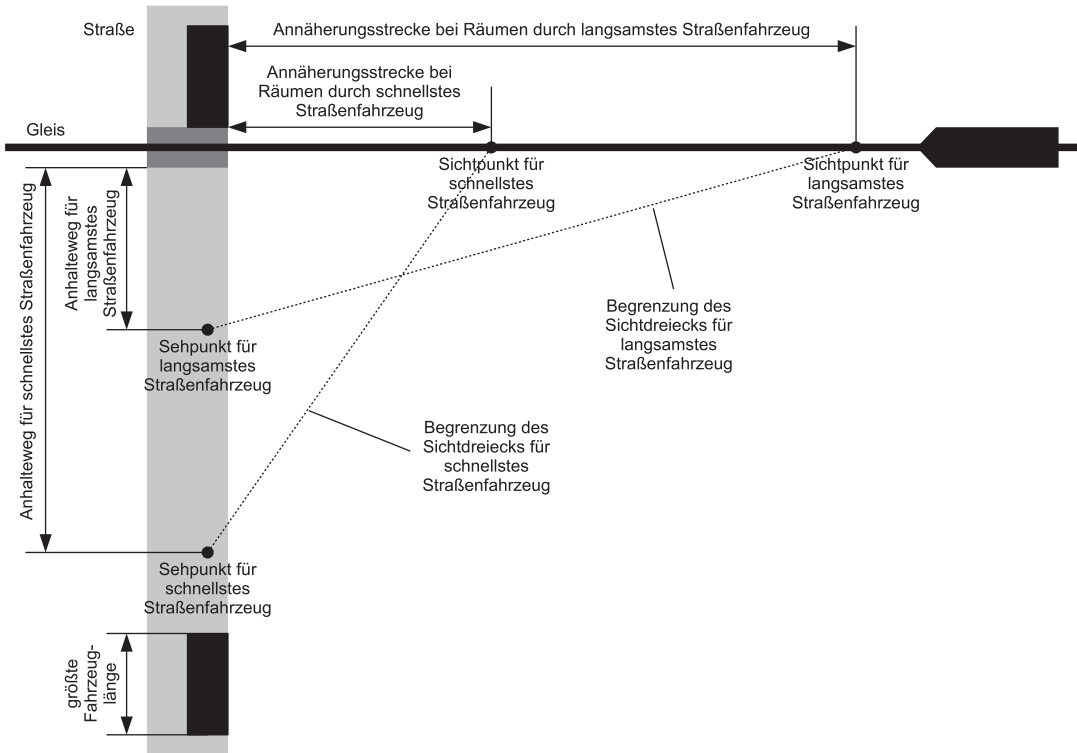 Straße
Annäherungsstrecke bei Räumen durch langsamstes Straßenfahrzeug
Annäherungsstrecke bei
Räumen durch schnellstes
Straßenfahrzeug
Gleis
Sichtpunkt für
schnellstes
Straßenfahrzeug
Sichtpunkt für
langsamstes
Straßenfahrzeug
Anhalteweg für schnellstes Straßenfahrzeug
Anhalteweg für
langsamstes
Straßenfahrzeug
Begrenzung des
Sichtdreiecks für
langsamstes
Straßenfahrzeug
Sehpunkt für
langsamstes
Straßenfahrzeug
Begrenzung des
Sichtdreiecks für
schnellstes
Straßenfahrzeug
Sehpunkt für
schnellstes
Straßenfahrzeug
größte
Fahrzeug-
länge